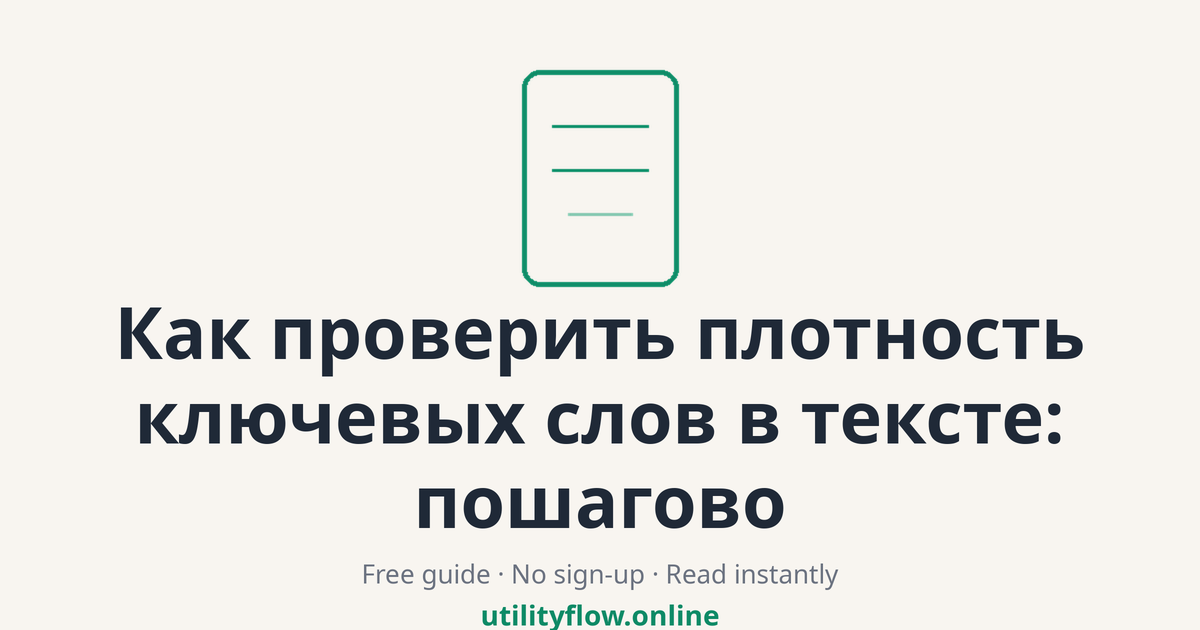 Как проверить плотность
ключевых слов в тексте:
пошагово
Free guide · No sign-up · Read instantly
utilityflow.online